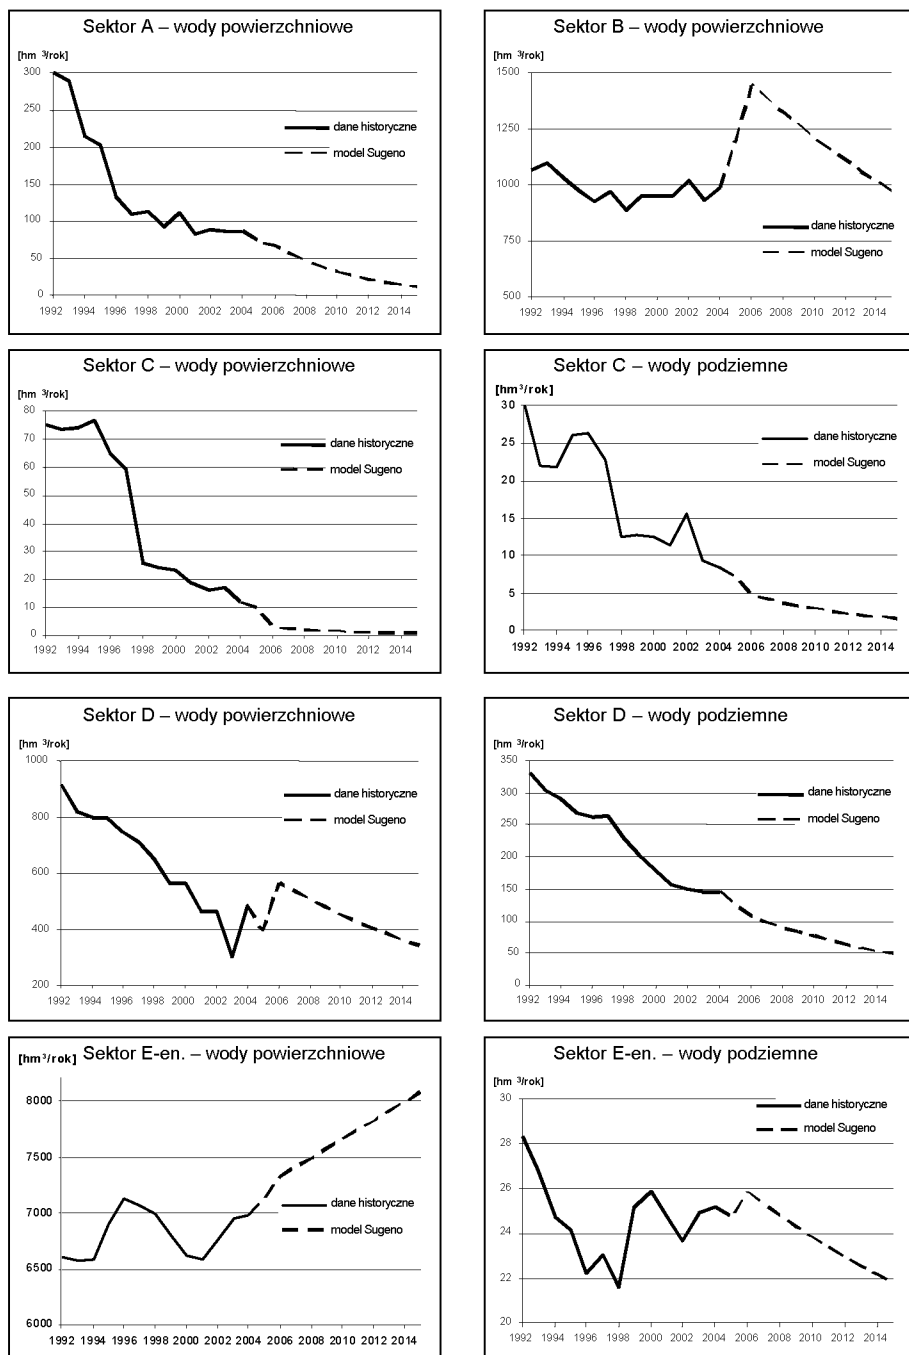 Sektor A – wody powierzchniowe
[hm ³/rok]
300
250
200
150
100
50
0
dane historyczne
model Sugeno
1992 1994 1996 1998 2000 2002 2004 2006 2008 2010 2012 2014
Sektor B – wody powierzchniowe
[hm ³/rok]
1500
1250
1000
750
500
dane historyczne
model Sugeno
1992 1994 1996 1998 2000 2002 2004 2006 2008 2010 2012 2014
Sektor C – wody powierzchniowe
[hm ³/rok]
80
70
60
50
40
30
20
10
0
dane historyczne
model Sugeno
1992 1994 1996 1998 2000 2002 2004 2006 2008 2010 2012 2014
Sektor C – wody podziemne
[hm³/rok]
30
25
20
15
10
5
0
dane historyczne
model Sugeno
1992 1994 1996 1998 2000 2002 2004 2006 2008 2010 2012 2014
Sektor D – wody powierzchniowe
[hm ³/rok]
1000
800
600
400
200
dane historyczne
model Sugeno
1992 1994 1996 1998 2000 2002 2004 2006 2008 2010 2012 2014
Sektor D – wody podziemne
[hm ³/rok]
350
300
250
200
150
100
50
0
dane historyczne
model Sugeno
1992 1994 1996 1998 2000 2002 2004 2006 2008 2010 2012 2014
Sektor E-en. – wody powierzchniowe
[hm³/rok]
8000
7500
7000
6500
6000
dane historyczne
model Sugeno
1992 1994 1996 1998 2000 2002 2004 2006 2008 2010 2012 2014
Sektor E-en. – wody podziemne
[hm ³/rok]
30
28
26
24
22
20
dane historyczne
model Sugeno
1992 1994 1996 1998 2000 2002 2004 2006 2008 2010 2012 2014